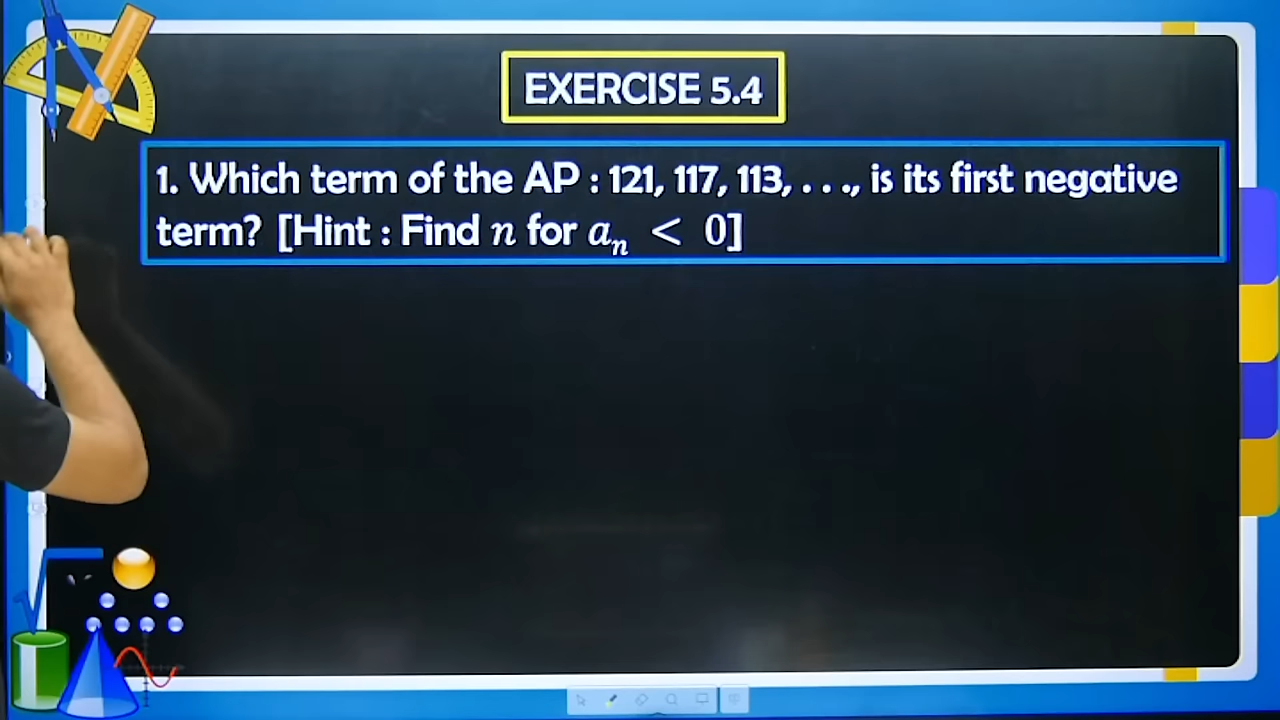 EXERCISE 5.4
1. Which term of the AP : 121, 117, 113, . . ., is its first negative
term? [Hint : Find n for aₙ < 0]